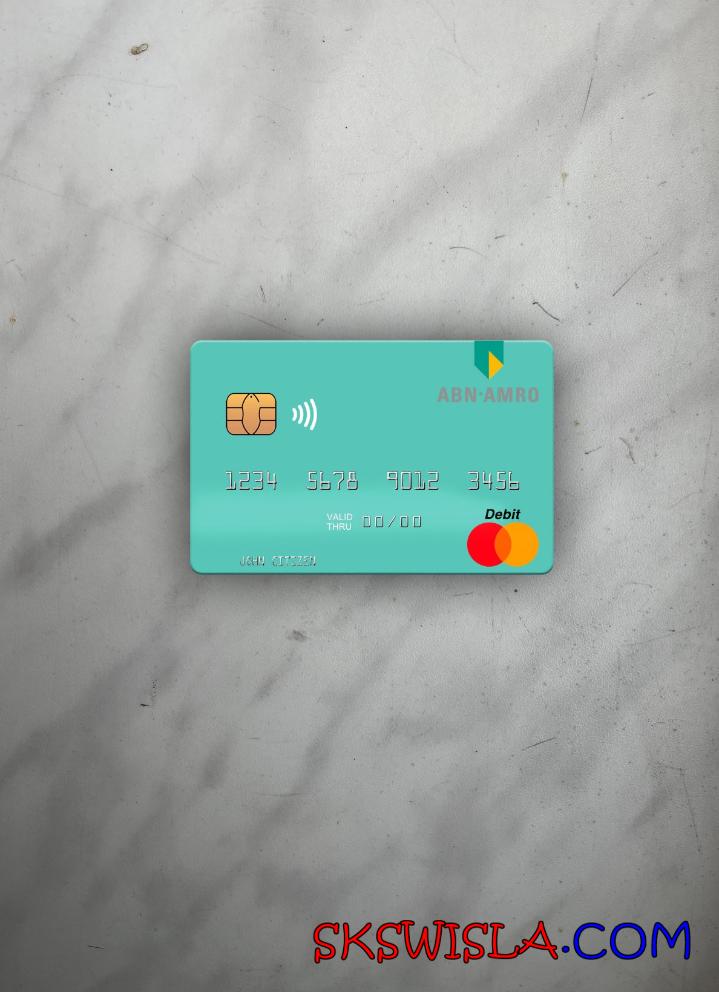 ABN·AMRO
1234 5678 9012 3456
Debit
VALID
THRU 00/00
JOHN CITIZEN
SKSWISLA.COM